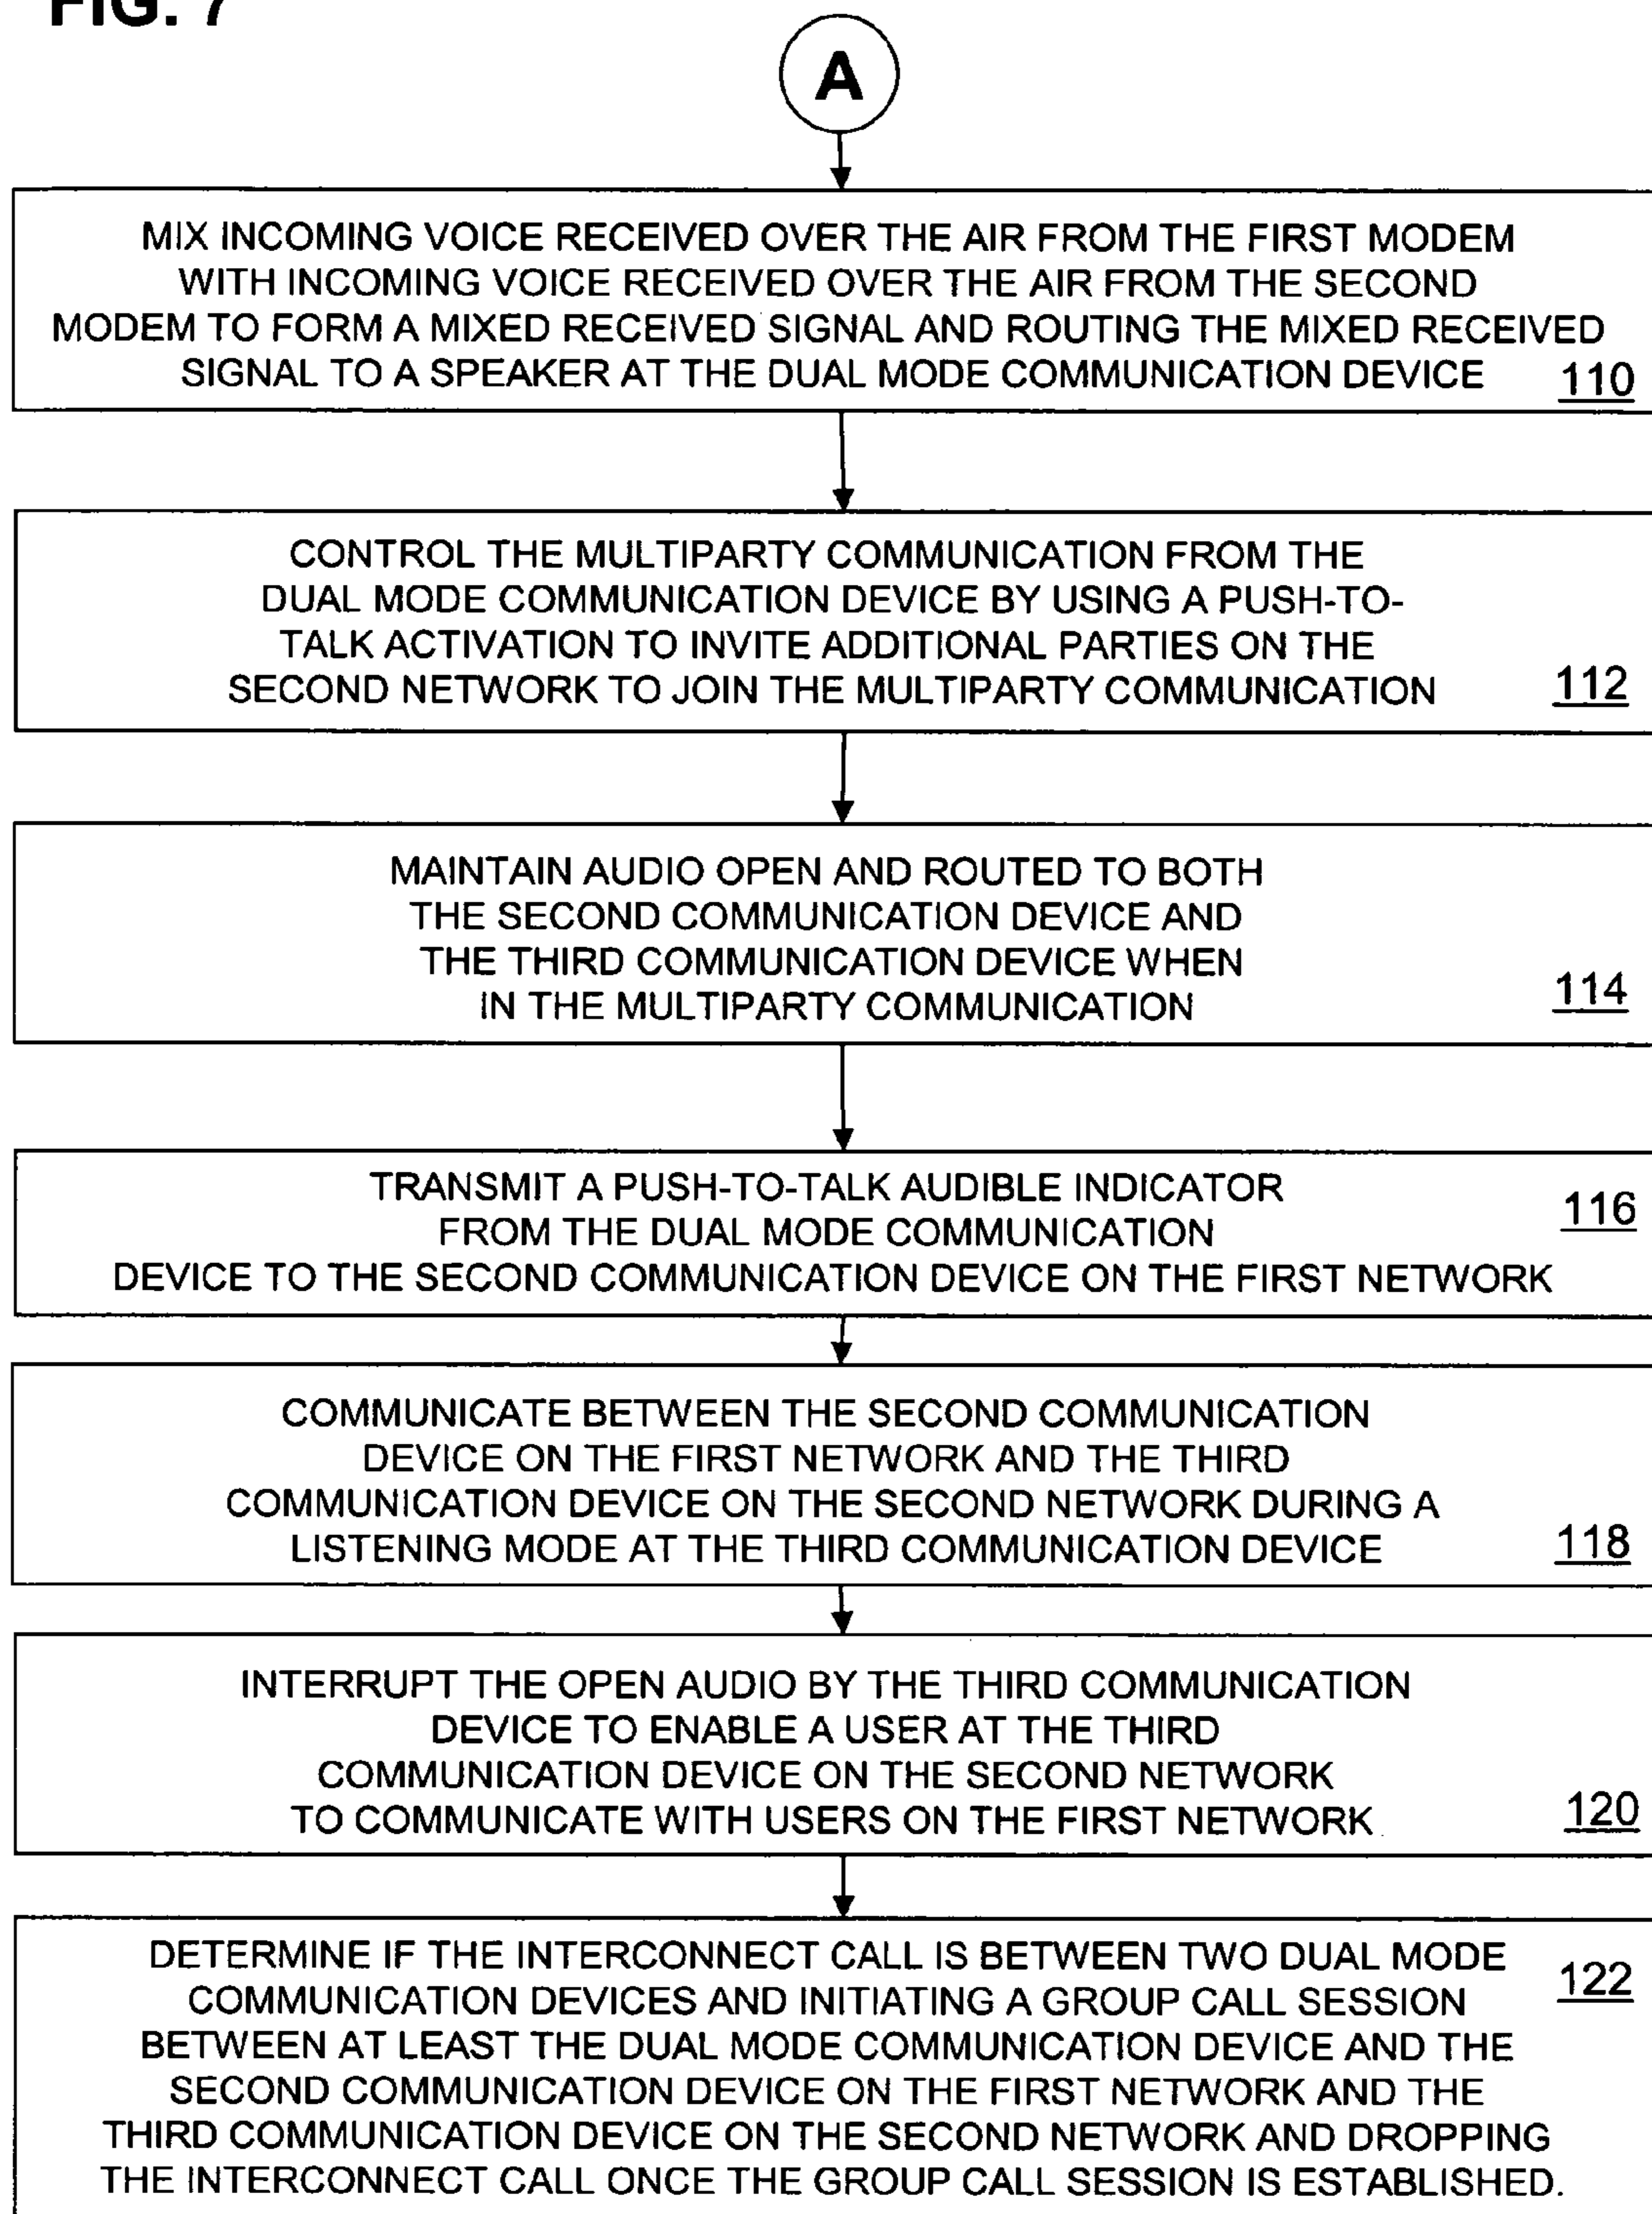 FIG. 7
A
MIX INCOMING VOICE RECEIVED OVER THE AIR FROM THE FIRST MODEM
WITH INCOMING VOICE RECEIVED OVER THE AIR FROM THE SECOND
MODEM TO FORM A MIXED RECEIVED SIGNAL AND ROUTING THE MIXED RECEIVED
SIGNAL TO A SPEAKER AT THE DUAL MODE COMMUNICATION DEVICE 110
CONTROL THE MULTIPARTY COMMUNICATION FROM THE
DUAL MODE COMMUNICATION DEVICE BY USING A PUSH-TO-
TALK ACTIVATION TO INVITE ADDITIONAL PARTIES ON THE
SECOND NETWORK TO JOIN THE MULTIPARTY COMMUNICATION 112
MAINTAIN AUDIO OPEN AND ROUTED TO BOTH
THE SECOND COMMUNICATION DEVICE AND
THE THIRD COMMUNICATION DEVICE WHEN
IN THE MULTIPARTY COMMUNICATION 114
TRANSMIT A PUSH-TO-TALK AUDIBLE INDICATOR 116
FROM THE DUAL MODE COMMUNICATION
DEVICE TO THE SECOND COMMUNICATION DEVICE ON THE FIRST NETWORK
COMMUNICATE BETWEEN THE SECOND COMMUNICATION
DEVICE ON THE FIRST NETWORK AND THE THIRD
COMMUNICATION DEVICE ON THE SECOND NETWORK DURING A
LISTENING MODE AT THE THIRD COMMUNICATION DEVICE 118
INTERRUPT THE OPEN AUDIO BY THE THIRD COMMUNICATION
DEVICE TO ENABLE A USER AT THE THIRD
COMMUNICATION DEVICE ON THE SECOND NETWORK
TO COMMUNICATE WITH USERS ON THE FIRST NETWORK 120
DETERMINE IF THE INTERCONNECT CALL IS BETWEEN TWO DUAL MODE 122
COMMUNICATION DEVICES AND INITIATING A GROUP CALL SESSION
BETWEEN AT LEAST THE DUAL MODE COMMUNICATION DEVICE AND THE
SECOND COMMUNICATION DEVICE ON THE FIRST NETWORK AND THE
THIRD COMMUNICATION DEVICE ON THE SECOND NETWORK AND DROPPING
THE INTERCONNECT CALL ONCE THE GROUP CALL SESSION IS ESTABLISHED.